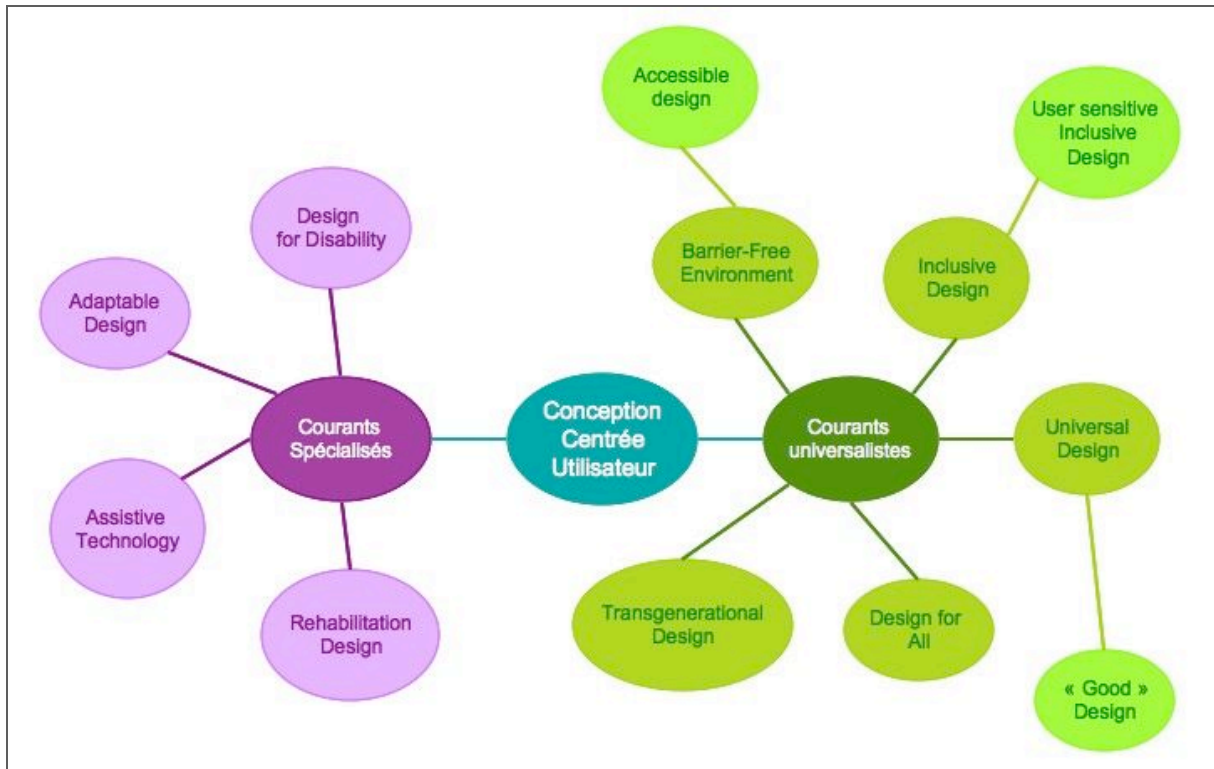 Accessible
design
User sensitive
Inclusive
Design
Design
for Disability
Barrier-Free
Environment
Inclusive
Design
Adaptable
Design
Courants
Spécialisés
Conception
Centrée
Utilisateur
Courants
universalistes
Universal
Design
Assistive
Technology
Rehabilitation
Design
Transgenerational
Design
Design for
All
« Good »
Design